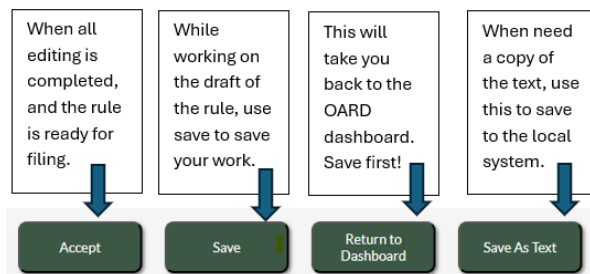 When all
editing is
completed,
and the rule
is ready for
filing.
While
working on
the draft of
the rule, use
save to save
your work.
This will
take you
back to the
OARD
dashboard.
Save first!
When need
a copy of
the text, use
this to save
to the local
system.
Accept
Save
Return to
Dashboard
Save As Text